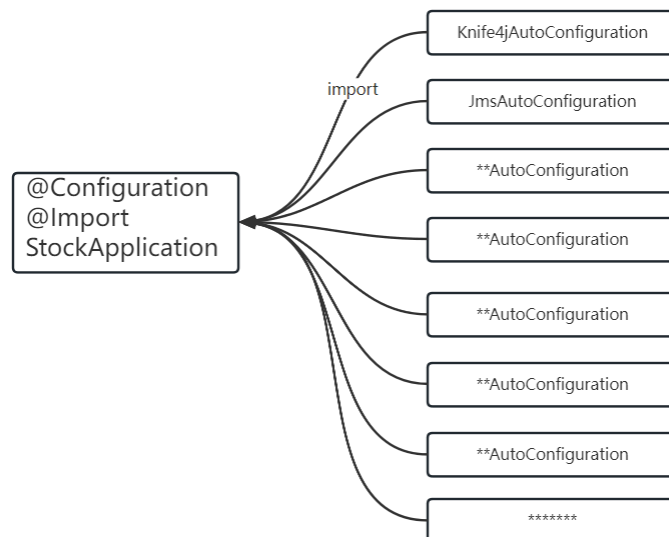 Knife4jAutoConfiguration
import
JmsAutoConfiguration
@Configuration
@Import
StockApplication
**AutoConfiguration
**AutoConfiguration
**AutoConfiguration
**AutoConfiguration
**AutoConfiguration
*******